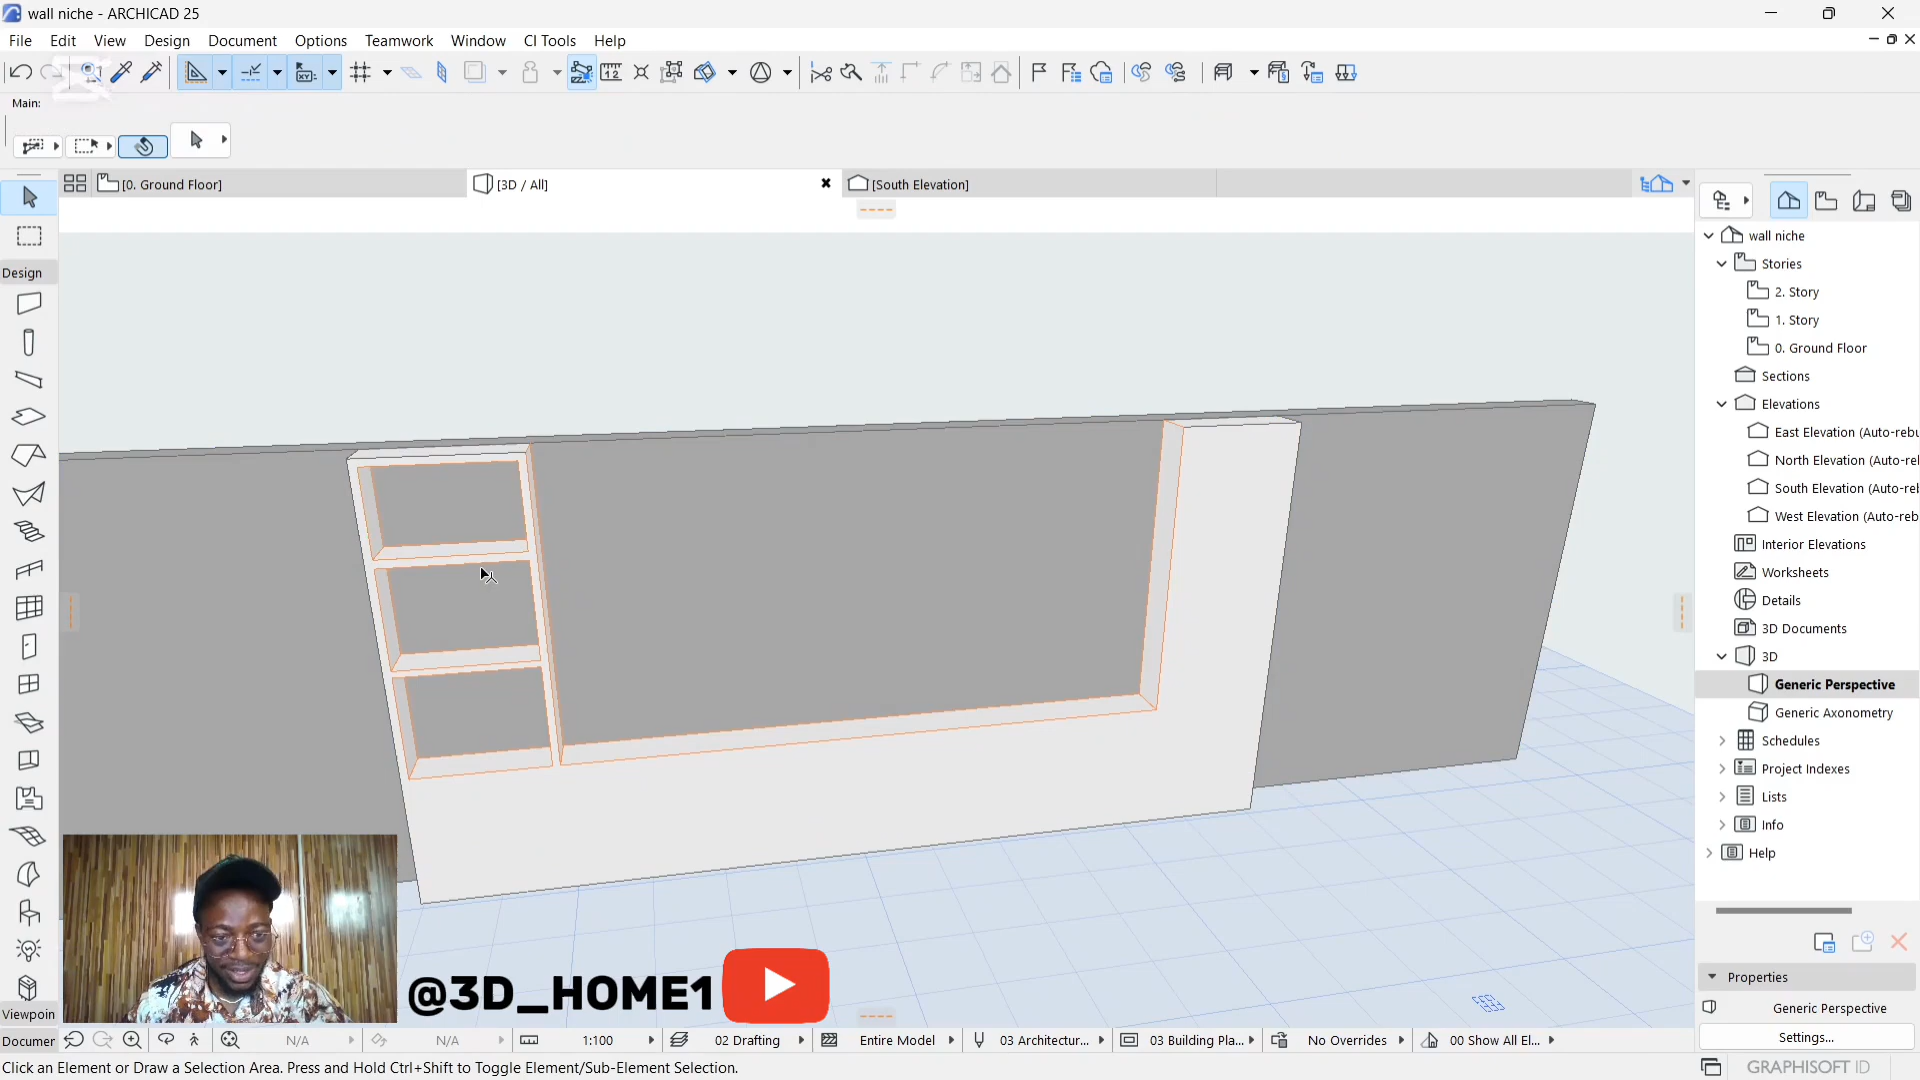 wall niche - ARCHICAD 25
File Edit View Design Document Options Teamwork Window CI Tools Help
Main:
[0. Ground Floor] [3D / All] [South Elevation]
Design
wall niche
Stories
2. Story
1. Story
0. Ground Floor
Sections
Elevations
East Elevation (Auto-rebu
North Elevation (Auto-rel
South Elevation (Auto-rel
West Elevation (Auto-reb
Interior Elevations
Worksheets
Details
3D Documents
3D
Generic Perspective
Generic Axonometry
Schedules
Project Indexes
Lists
Info
Help
Properties
Generic Perspective
Settings...
@3D_HOME1
Viewpoin
Documer
N/A N/A 1:100 02 Drafting Entire Model 03 Architectur... 03 Building Pla... No Overrides 00 Show All El...
Click an Element or Draw a Selection Area. Press and Hold Ctrl+Shift to Toggle Element/Sub-Element Selection.
GRAPHISOFT ID